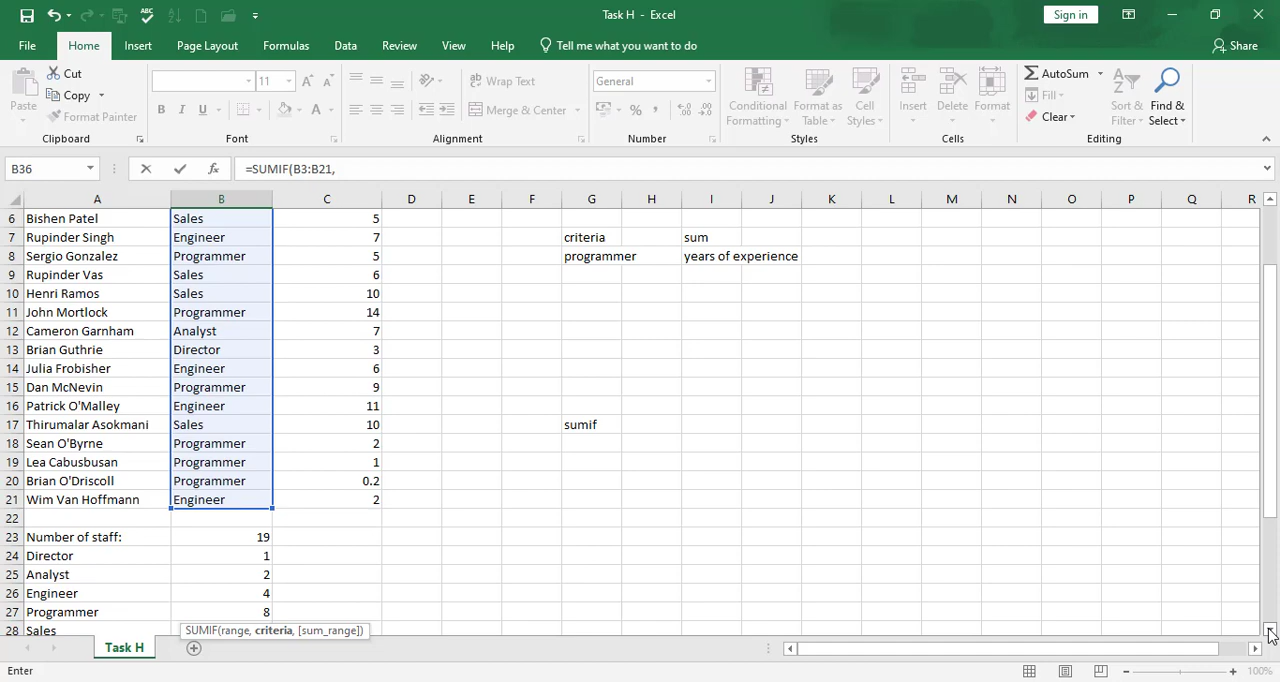 Task H - Excel
Sign in
File Home Insert Page Layout Formulas Data Review View Help Tell me what you want to do Share
Paste Cut Copy Format Painter
11
B I U A
Wrap Text
Merge & Center
General
% ,
Conditional Formatting
Format as Table
Cell Styles
Insert Delete Format
AutoSum
Fill
Clear
Sort & Filter
Find & Select
Clipboard Font Alignment Number Styles Cells Editing
B36 fx =SUMIF(B3:B21,
A B C D E F G H I J K L M N O P Q R
6 Bishen Patel Sales 5
7 Rupinder Singh Engineer 7 criteria sum
8 Sergio Gonzalez Programmer 5 programmer years of experience
9 Rupinder Vas Sales 6
10 Henri Ramos Sales 10
11 John Mortlock Programmer 14
12 Cameron Garnham Analyst 7
13 Brian Guthrie Director 3
14 Julia Frobisher Engineer 6
15 Dan McNevin Programmer 9
16 Patrick O'Malley Engineer 11
17 Thirumalar Asokmani Sales 10 sumif
18 Sean O'Byrne Programmer 2
19 Lea Cabusbusan Programmer 1
20 Brian O'Driscoll Programmer 0.2
21 Wim Van Hoffmann Engineer 2
22
23 Number of staff: 19
24 Director 1
25 Analyst 2
26 Engineer 4
27 Programmer 8
28 Sales
SUMIF(range, criteria, [sum_range])
Task H
Enter
100%